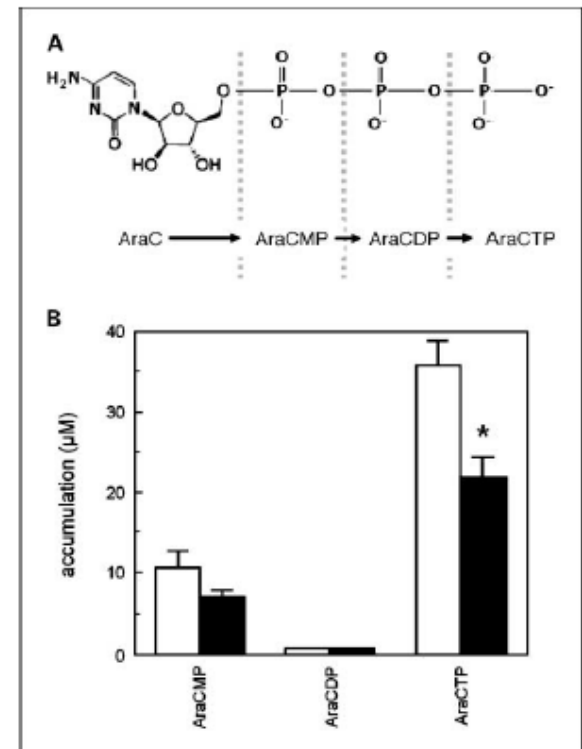 A
O O O
H₂N O P O P O P O⁻
N N O O⁻ O⁻ O⁻
O HO OH
AraC AraCMP AraCDP AraCTP
B
40
30
20
10
0
accumulation (µM)
*
AraCMP AraCDP AraCTP